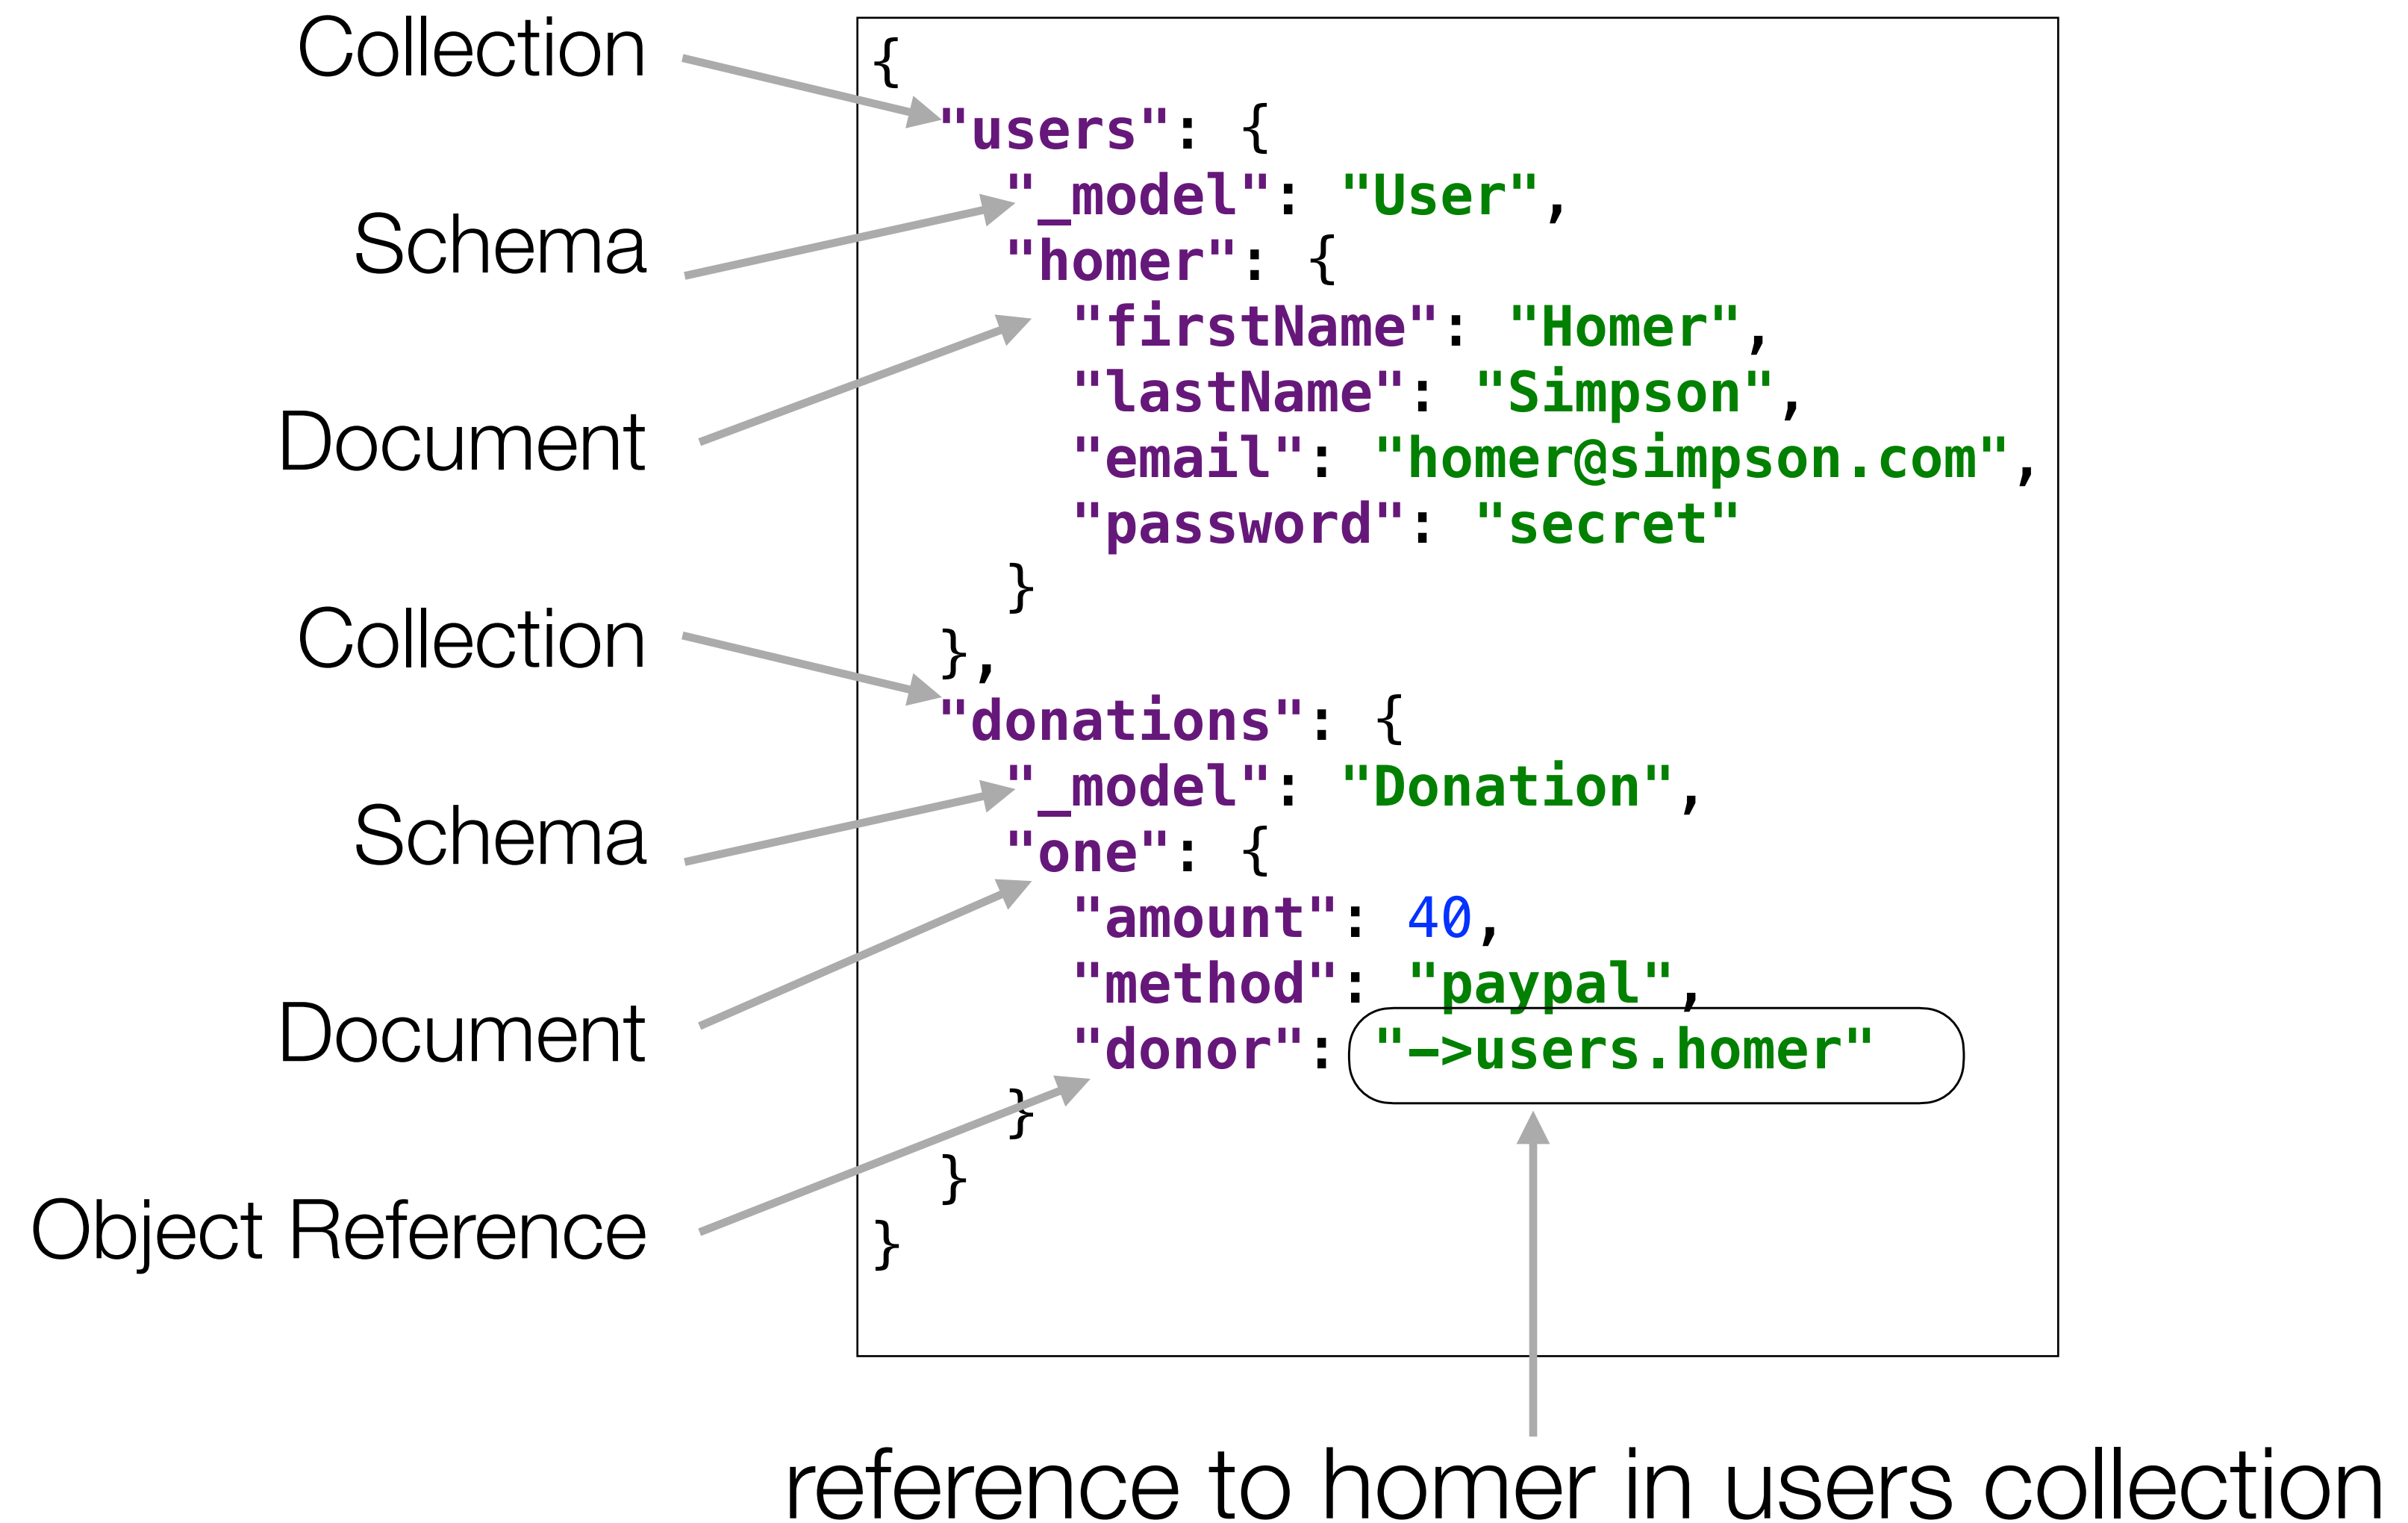 Collection
Schema
Document
Collection
Schema
Document
Object Reference
{
"users": {
"_model": "User",
"homer": {
"firstName": "Homer",
"lastName": "Simpson",
"email": "homer@simpson.com",
"password": "secret"
}
},
"donations": {
"_model": "Donation",
"one": {
"amount": 40,
"method": "paypal",
"donor": "->users.homer"
}
}
}
reference to homer in users collection